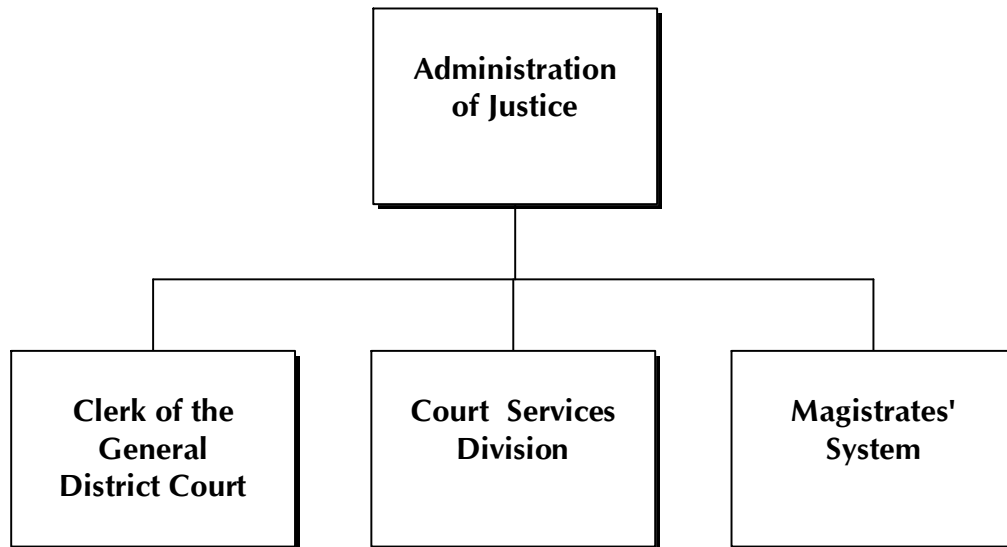 Administration
of Justice
Clerk of the
General
District Court
Court Services
Division
Magistrates'
System